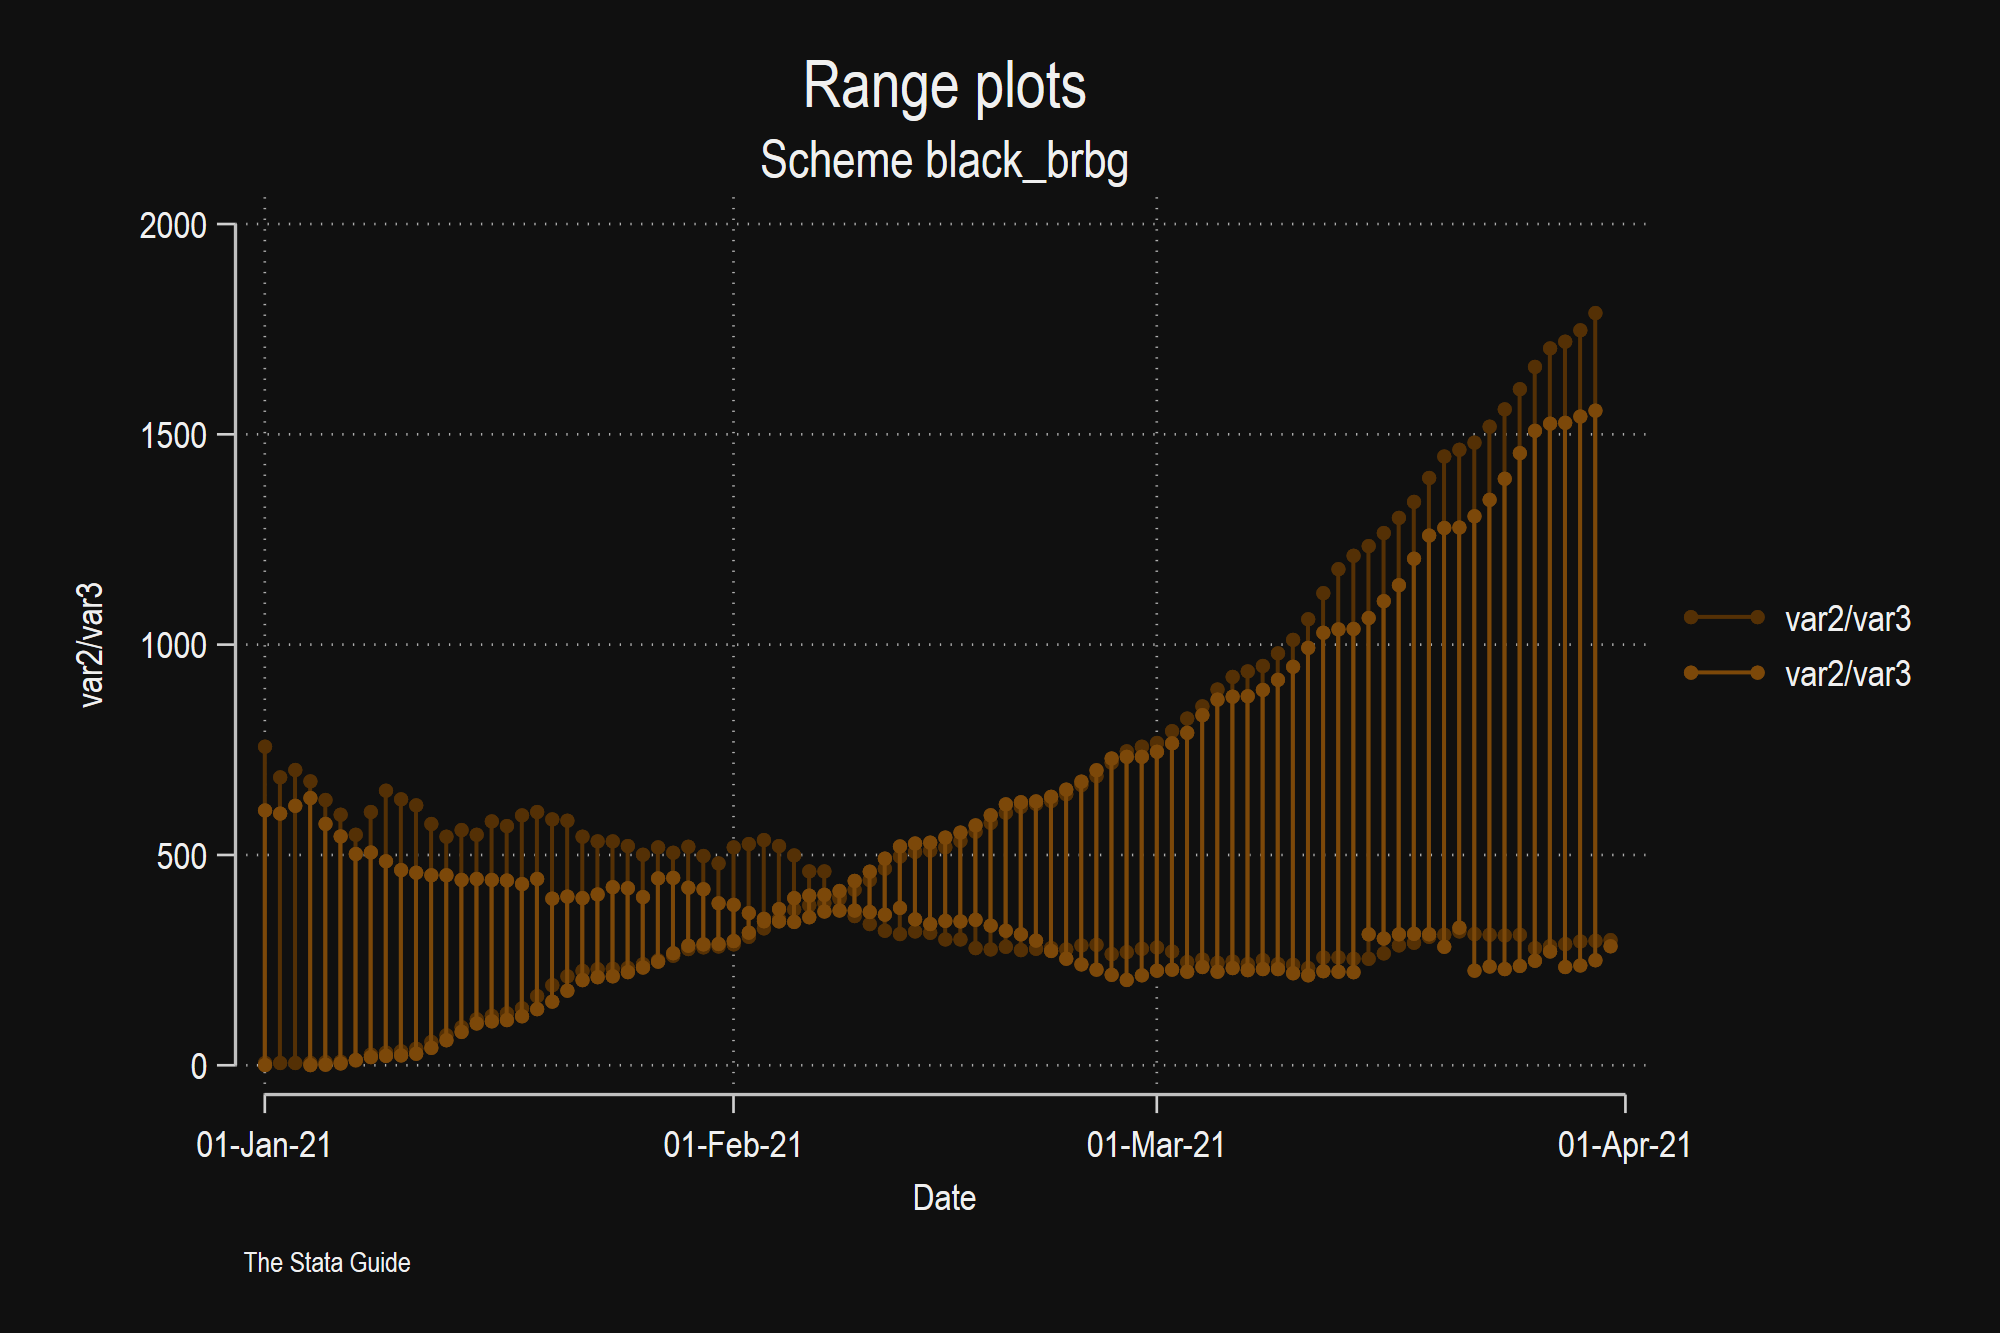 Range plots
Scheme black_brbg
2000
1500
1000
500
0
var2/var3
var2/var3
var2/var3
01-Jan-21
01-Feb-21
01-Mar-21
01-Apr-21
Date
The Stata Guide